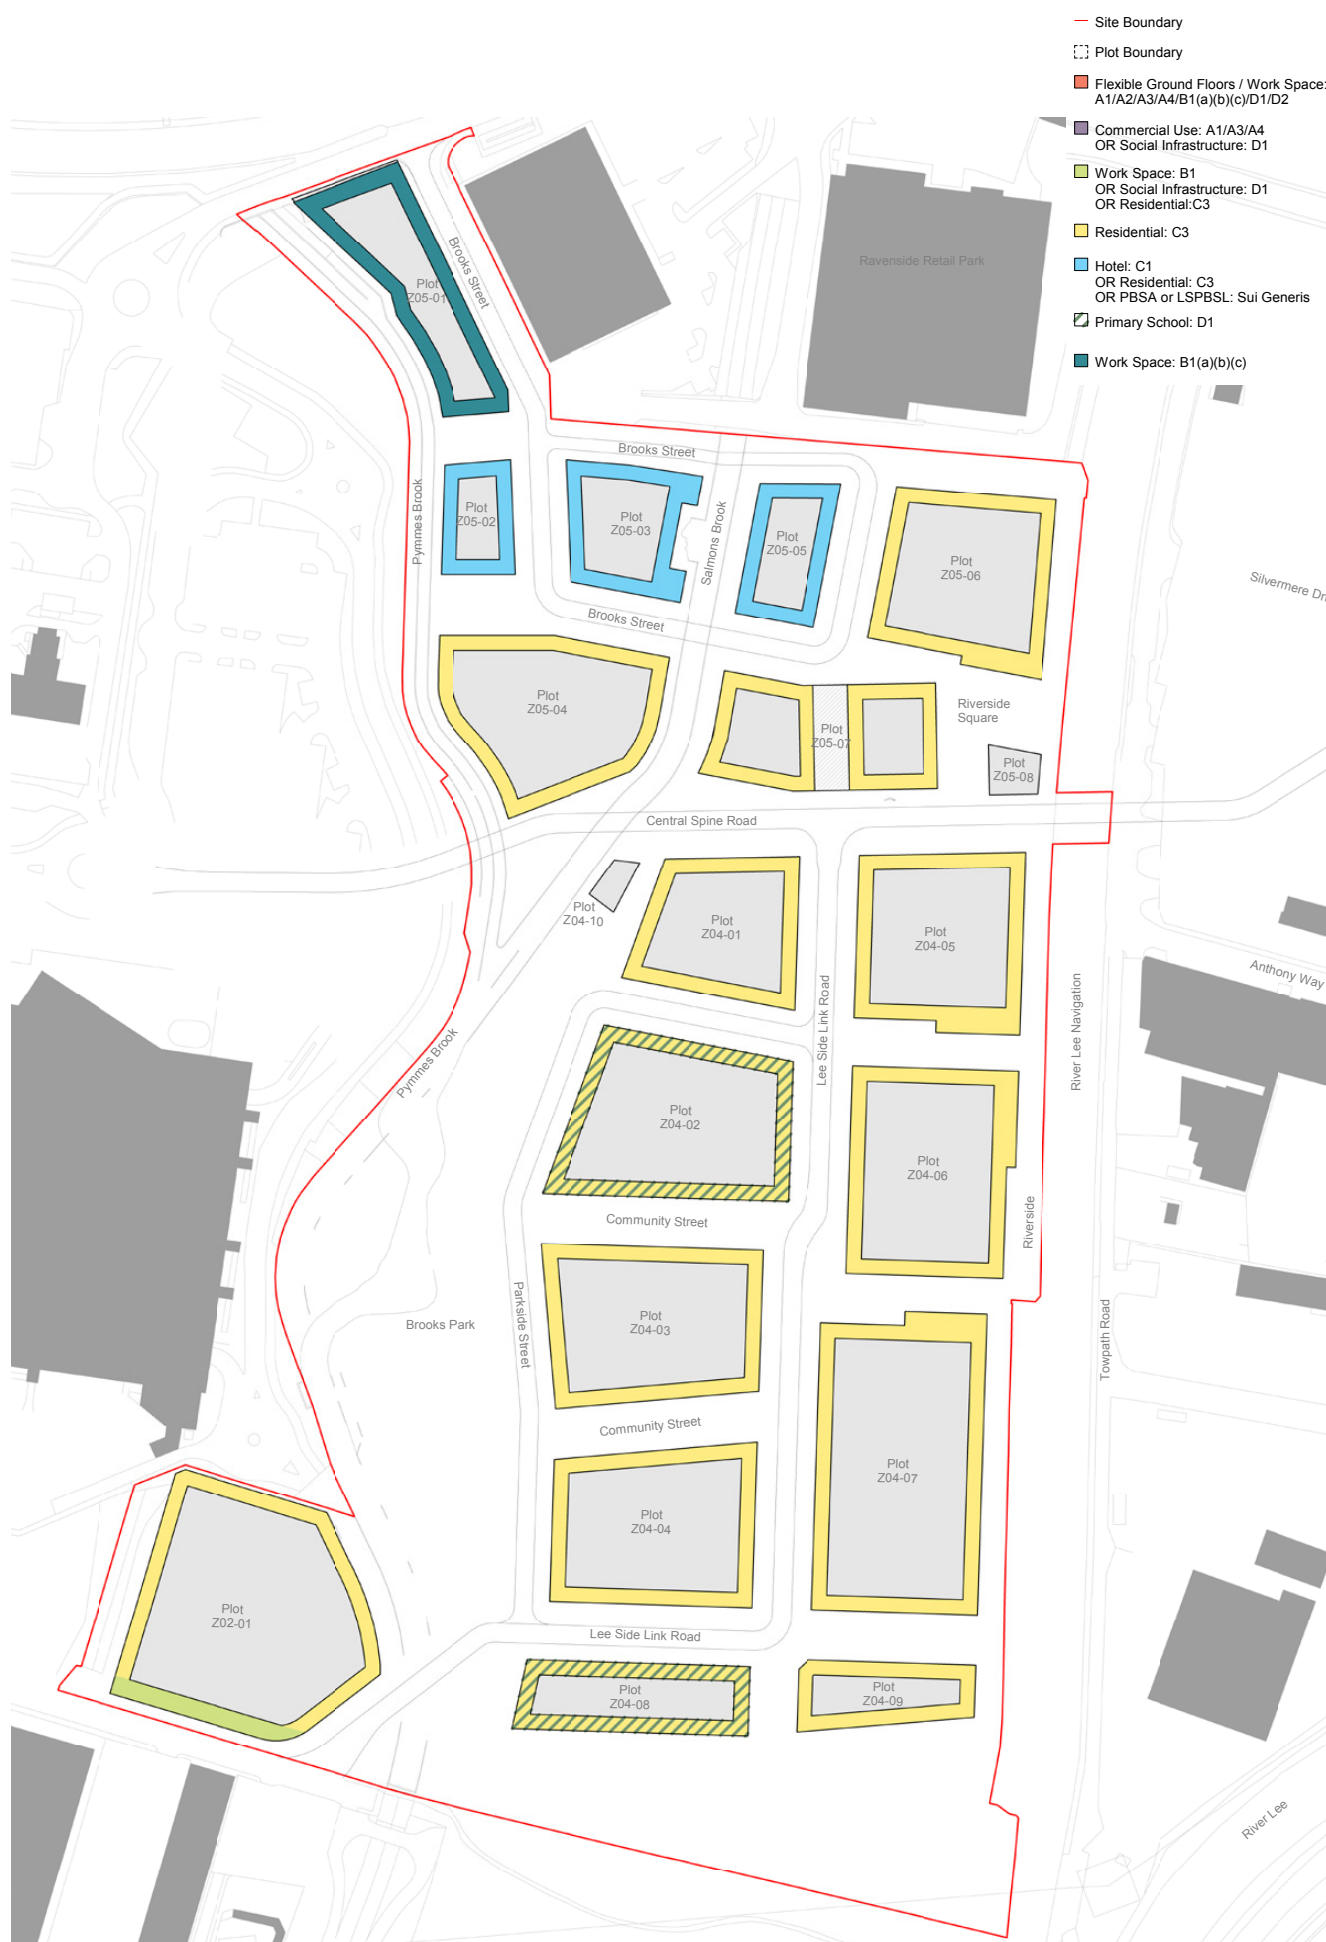 Site Boundary
Plot Boundary
Flexible Ground Floors / Work Space:
A1/A2/A3/A4/B1(a)(b)(c)/D1/D2
Commercial Use: A1/A3/A4
OR Social Infrastructure: D1
Work Space: B1
OR Social Infrastructure: D1
OR Residential:C3
Residential: C3
Hotel: C1
OR Residential: C3
OR PBSA or LSPBSL: Sui Generis
Primary School: D1
Work Space: B1(a)(b)(c)
Ravenside Retail Park
Brooks Street
Plot
Z05-01
Brooks Street
Pymmes Brook
Plot
Z05-02
Plot
Z05-03
Salmons Brook
Plot
Z05-05
Plot
Z05-06
Silvermere Dri
Brooks Street
Plot
Z05-04
Plot
Z05-07
Riverside
Square
Plot
Z05-08
Central Spine Road
Plot
Z04-10
Plot
Z04-01
Plot
Z04-05
Anthony Way
Lee Side Link Road
River Lee Navigation
Pymmes Brook
Plot
Z04-02
Plot
Z04-06
Community Street
Riverside
Parkside Street
Brooks Park
Plot
Z04-03
Towpath Road
Community Street
Plot
Z04-07
Plot
Z04-04
Plot
Z02-01
Lee Side Link Road
Plot
Z04-08
Plot
Z04-09
River Lee